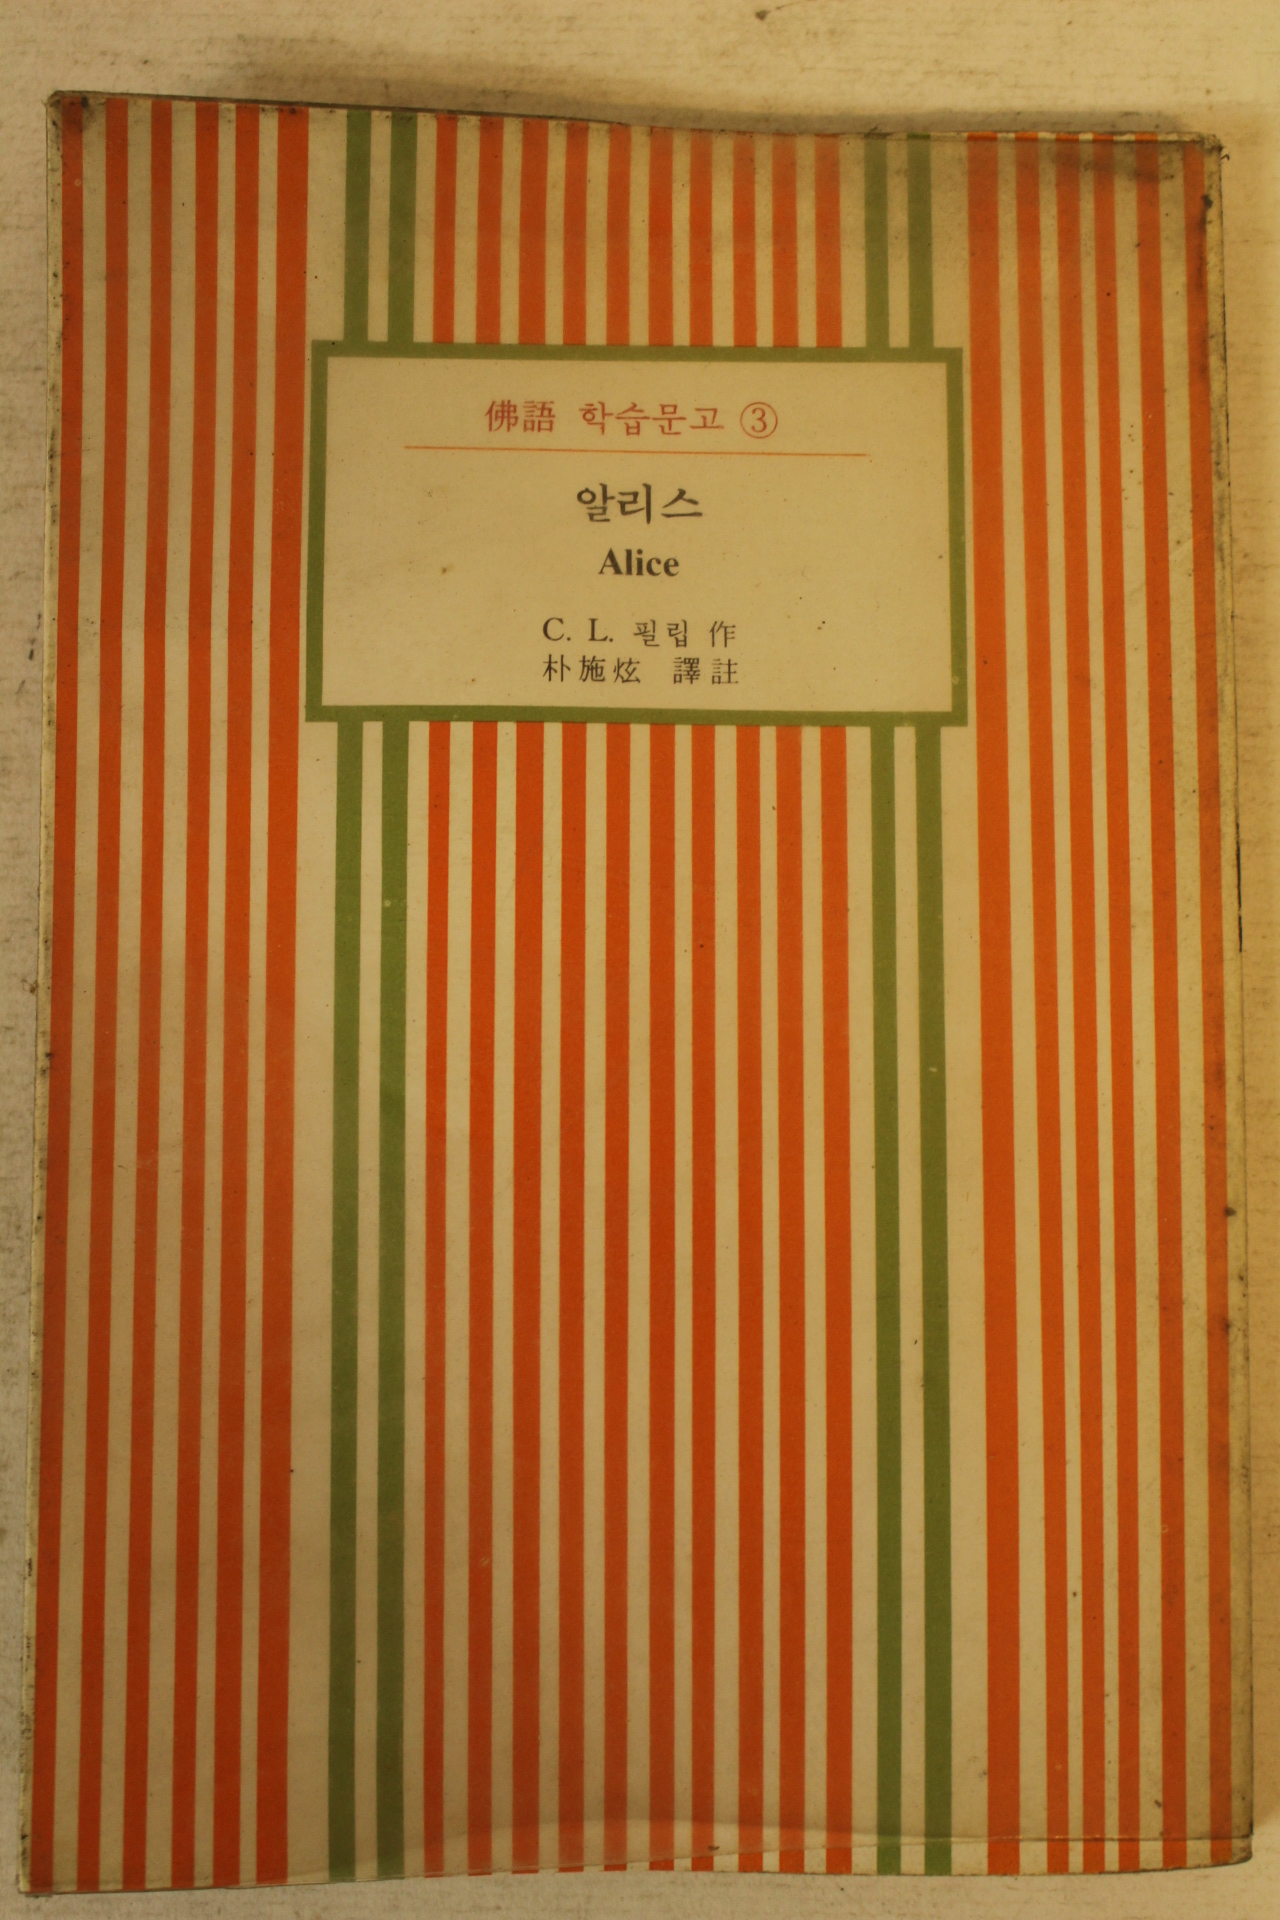 佛語 학습문고 ③
알리스
Alice
C. L. 필립 作
朴施炫 譯註